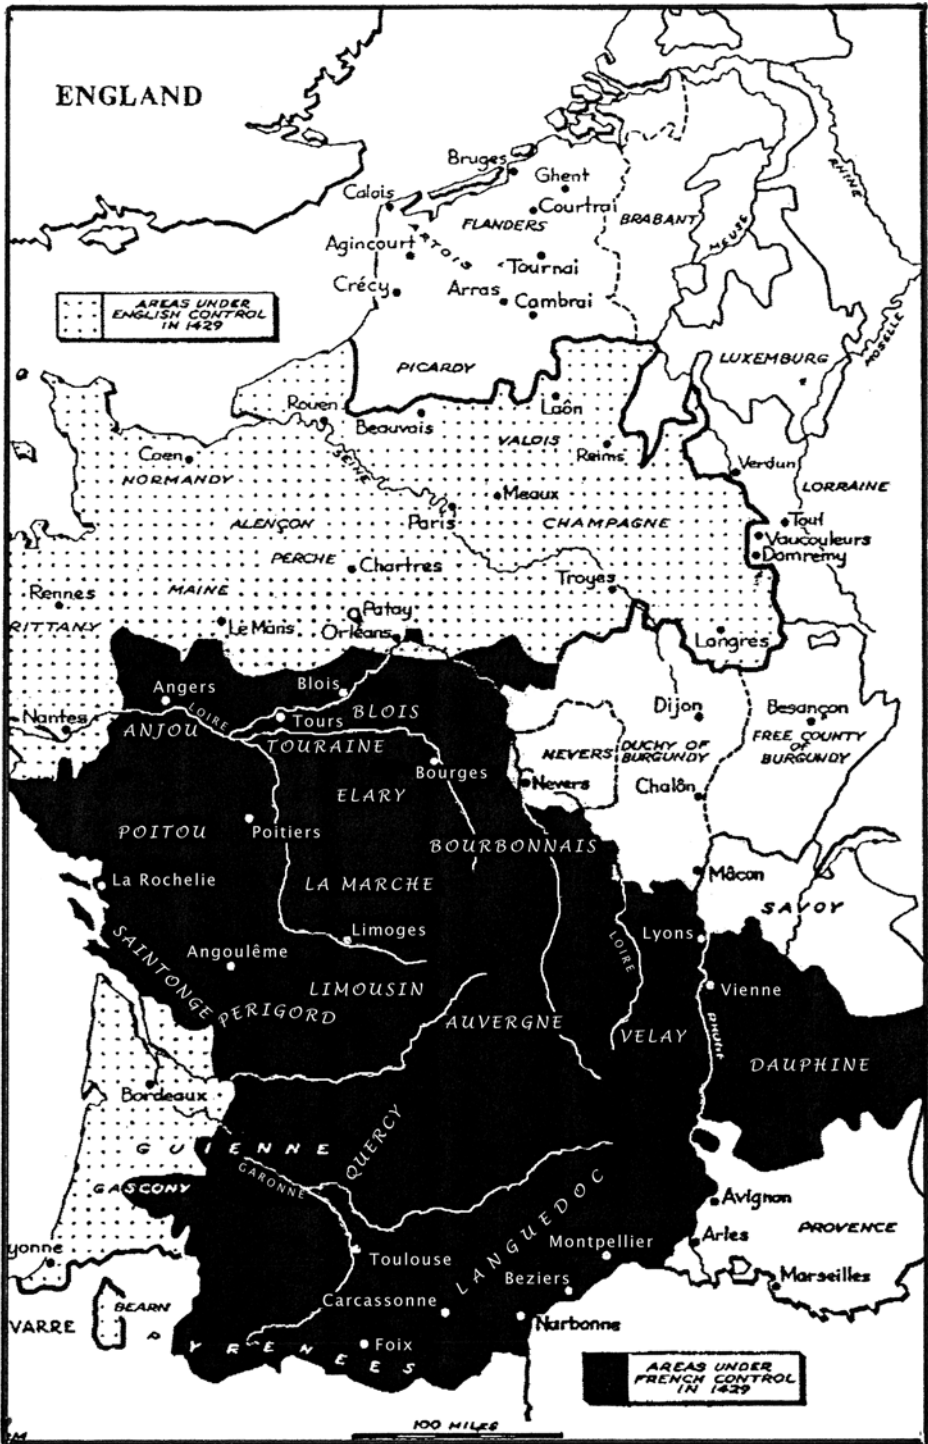 ENGLAND
Bruges
Ghent
Calais
Courtrai
FLANDERS
BRABANT
RHINE
MEUSE
ARTOIS
Agincourt
Tournai
Crécy
Arras
Cambrai
AREAS UNDER
ENGLISH CONTROL
IN 1429
MOSELLE
LUXEMBURG
PICARDY
Rouen
Laôn
Beauvais
VALOIS
Reims
Caen
SEINE
Verdun
NORMANDY
LORRAINE
Meaux
Paris
ALENÇON
CHAMPAGNE
Toul
Vaucouleurs
Domremy
PERCHE
Chartres
Troyes
Rennes
MAINE
Patay
RITTANY
Le Mans
Orléans
Langres
Angers
Blois
LOIRE
BLOIS
Nantes
Tours
Dijon
Besançon
ANJOU
TOURAINE
NEVERS
DUCHY OF
BURGUNDY
FREE COUNTY
OF
BURGUNDY
Bourges
Nevers
Chalôn
ELARY
POITOU
Poitiers
BOURBONNAIS
La Rochelie
LA MARCHE
Mâcon
SAVOY
Limoges
Lyons
SAINTONGE
Angoulême
LOIRE
LIMOUSIN
Vienne
PERIGORD
AUVERGNE
VELAY
RHONE
DAUPHINE
Bordeaux
GUIENNE
QUERCY
GARONNE
GASCONY
LANGUEDOC
Avignon
PROVENCE
Arles
yonne
Toulouse
Montpellier
Beziers
Marseilles
BEARN
Carcassonne
VARRE
Narbonne
PYRENEES
Foix
AREAS UNDER
FRENCH CONTROL
IN 1429
100 MILES